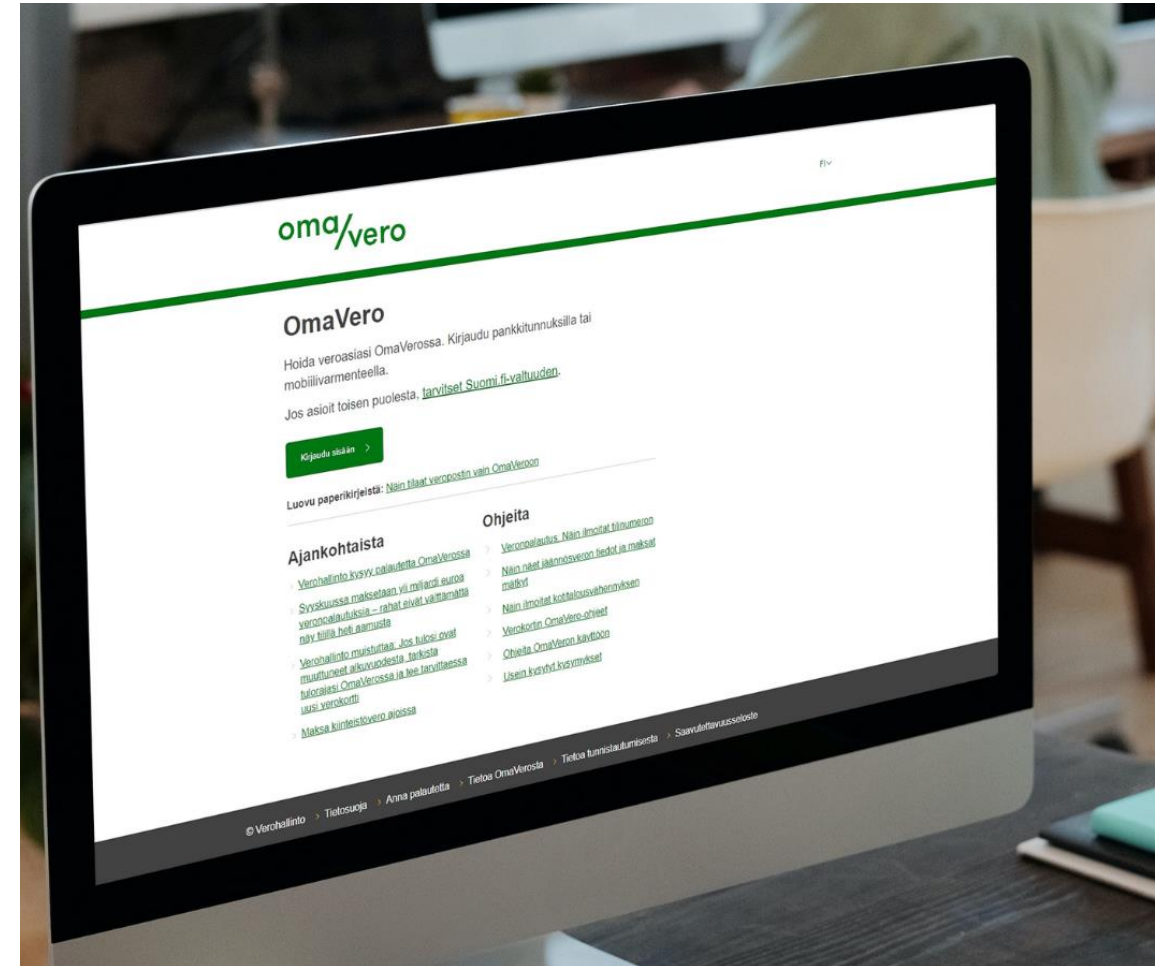 FI
oma/vero
OmaVero
Hoida veroasiasi OmaVerossa. Kirjaudu pankkitunnuksilla tai
mobiilivarmenteella.
Jos asioit toisen puolesta, tarvitset Suomi.fi-valtuuden.
Kirjaudu sisään
Luovu paperikirjeistä: Näin tilaat veropostin vain OmaVeroon
Ajankohtaista
Verohallinto kysyy palautetta OmaVerossa
Syyskuussa maksetaan yli miljardi euroa
veronpalautuksia – rahat eivät välttämättä
näy tilillä heti aamusta
Verohallinto muistuttaa: Jos tulosi ovat
muuttuneet alkuvuodesta, tarkista
tulorajasi OmaVerossa ja tee tarvittaessa
uusi verokortti
Maksa kiinteistövero ajoissa
Ohjeita
Veronpalautus: Näin ilmoitat tilinumeron
Näin näet jäännösveron tiedot ja maksat
mätkyt
Näin ilmoitat kotitalousvähennyksen
Verokortin OmaVero-ohjeet
Ohjeita OmaVeron käyttöön
Usein kysytyt kysymykset
© Verohallinto > Tietosuoja > Anna palautetta > Tietoa OmaVerosta > Tietoa tunnistautumisesta > Saavutettavuusseloste